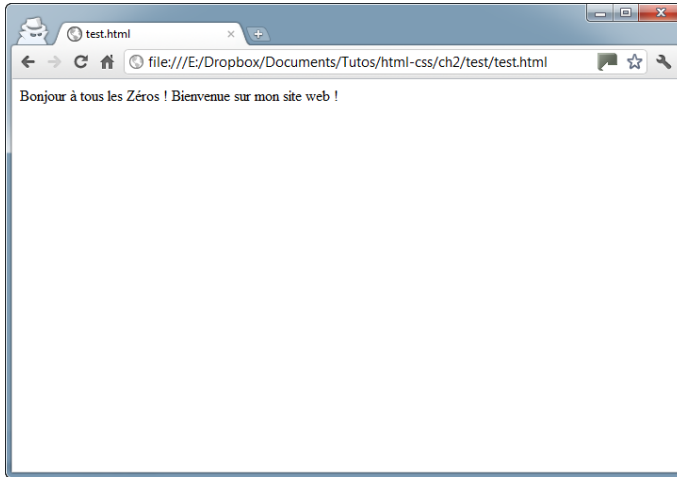 test.html
file:///E:/Dropbox/Documents/Tutos/html-css/ch2/test/test.html
Bonjour à tous les Zéros ! Bienvenue sur mon site web !